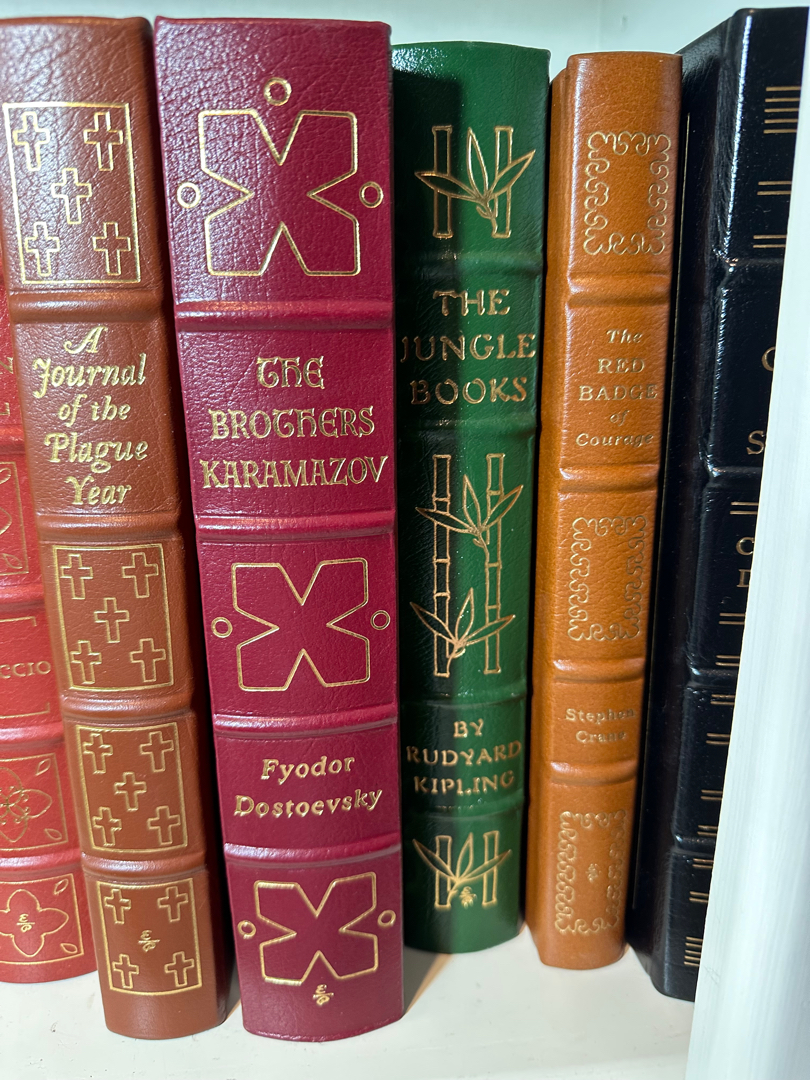 CCIO
A
Journal
of the
Plague
Year
THE
BROTHERS
KARAMAZOV
Fyodor
Dostoevsky
THE
JUNGLE
BOOKS
BY
RUDYARD
KIPLING
The
RED
BADGE
of
Courage
Stephen
Crane